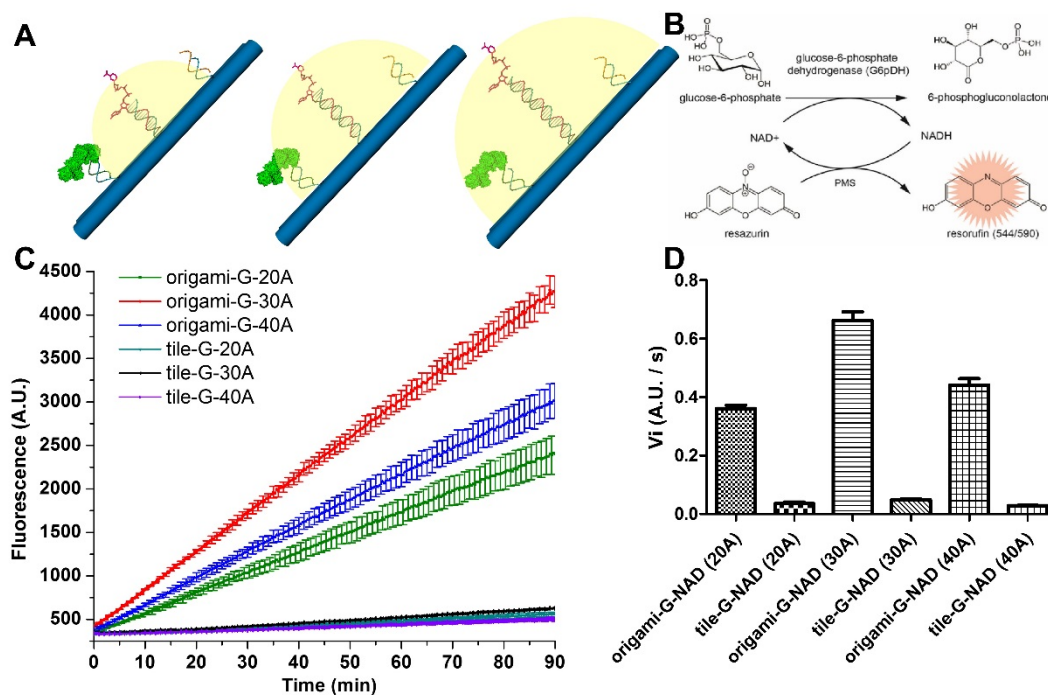 A
B
glucose-6-phosphate
dehydrogenase (G6pDH)
glucose-6-phosphate
6-phosphogluconolactone
NAD+
NADH
PMS
resazurin
resorufin (544/590)
C
origami-G-20A
origami-G-30A
origami-G-40A
tile-G-20A
tile-G-30A
tile-G-40A
Fluorescence (A.U.)
4500
4000
3500
3000
2500
2000
1500
1000
500
0 10 20 30 40 50 60 70 80 90
Time (min)
D
Vi (A.U. / s)
0.8
0.6
0.4
0.2
0.0
origami-G-NAD (20A)
tile-G-NAD (20A)
origami-G-NAD (30A)
tile-G-NAD (30A)
origami-G-NAD (40A)
tile-G-NAD (40A)